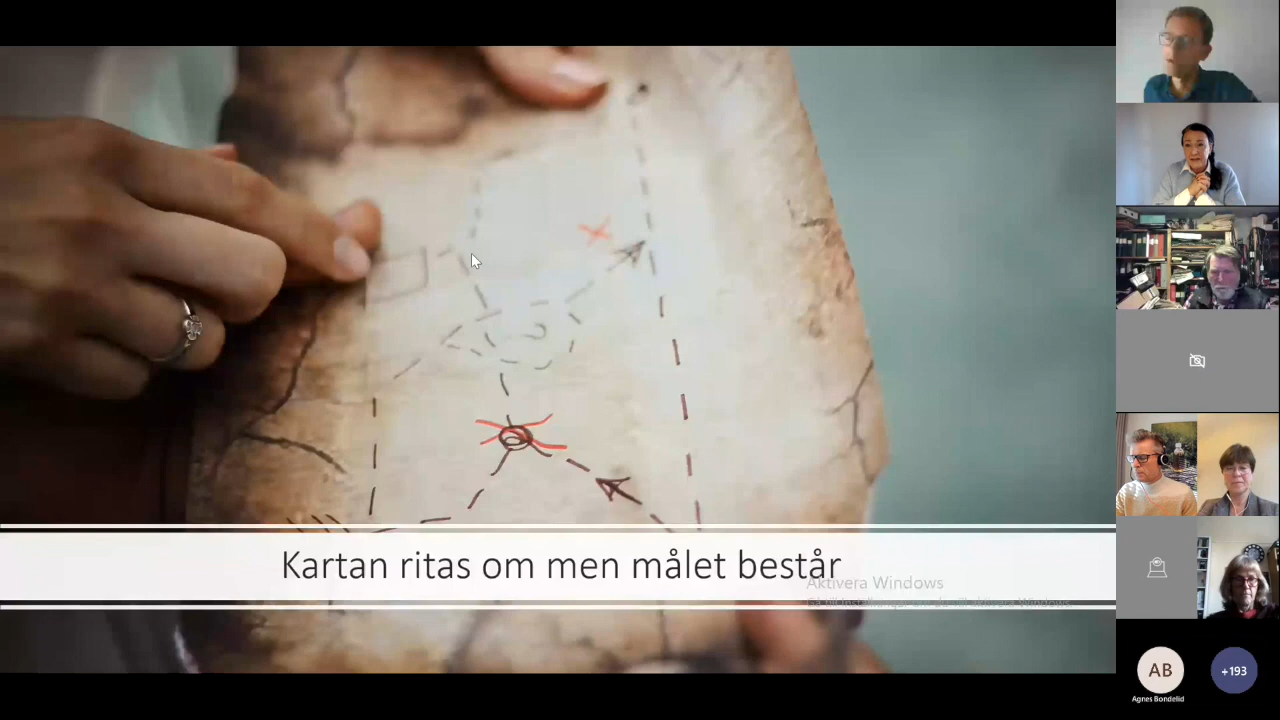 Kartan ritas om men målet består
Aktivera Windows
AB
Agnes Bondelid
+193